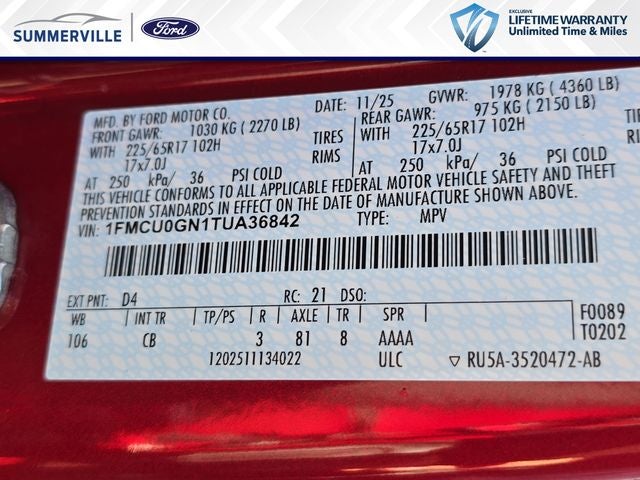 SUMMERVILLE
Ford
EXCLUSIVE
LIFETIME WARRANTY
Unlimited Time & Miles
MFD. BY FORD MOTOR CO.
DATE: 11/25 GVWR: 1978 KG (4360 LB)
FRONT GAWR: 1030 KG (2270 LB)
REAR GAWR: 975 KG (2150 LB)
WITH 225/65R17 102H TIRES WITH 225/65R17 102H
17x7.0J RIMS 17x7.0J
AT 250 kPa/ 36 PSI COLD AT 250 kPa/ 36 PSI COLD
THIS VEHICLE CONFORMS TO ALL APPLICABLE FEDERAL MOTOR VEHICLE SAFETY AND THEFT
PREVENTION STANDARDS IN EFFECT ON THE DATE OF MANUFACTURE SHOWN ABOVE.
VIN: 1FMCU0GN1TUA36842 TYPE: MPV
EXT PNT: D4 RC: 21 DSO:
WB INT TR TP/PS R AXLE TR SPR F0089
106 CB 3 81 8 AAAA T0202
1202511134022 ULC ▽ RU5A-3520472-AB